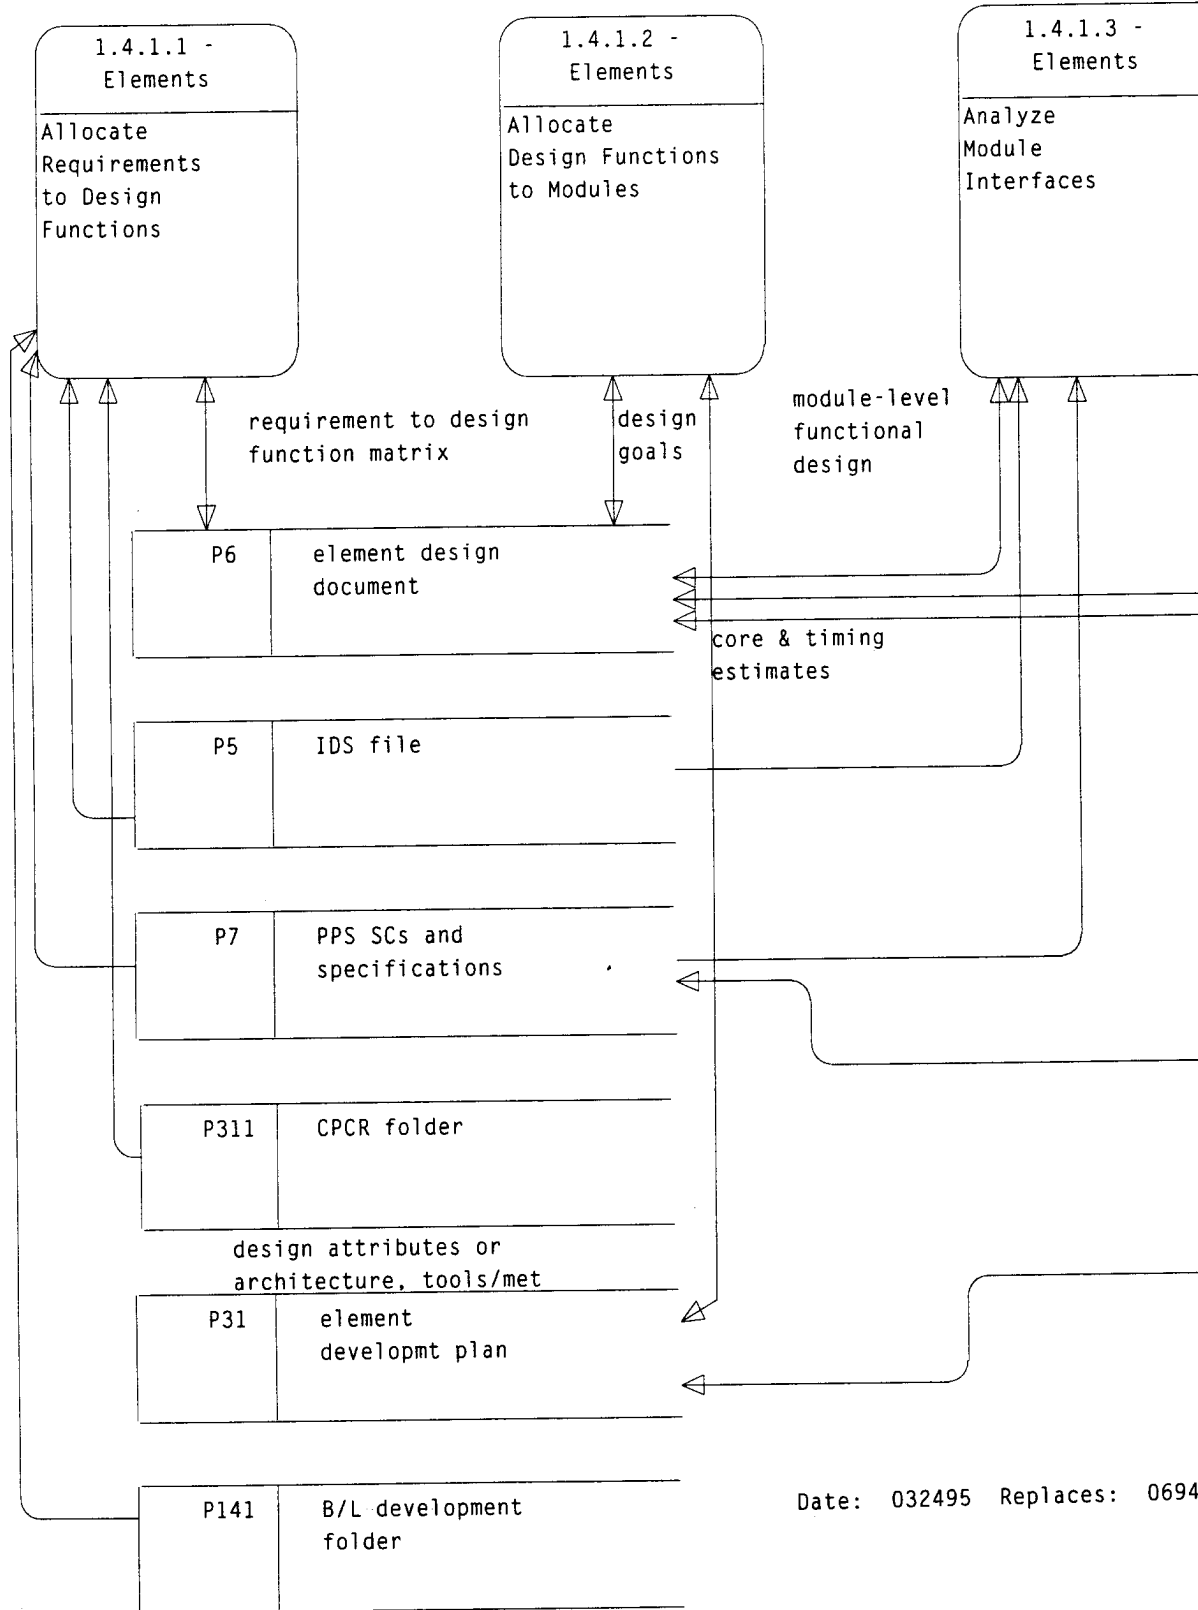 1.4.1.1 -
Elements
Allocate
Requirements
to Design
Functions
1.4.1.2 -
Elements
Allocate
Design Functions
to Modules
1.4.1.3 -
Elements
Analyze
Module
Interfaces
requirement to design
function matrix
design
goals
module-level
functional
design
P6 element design
document
core & timing
estimates
P5 IDS file
P7 PPS SCs and
specifications
P311 CPCR folder
design attributes or
architecture, tools/met
P31 element
developmt plan
P141 B/L development
folder
Date: 032495 Replaces: 0694